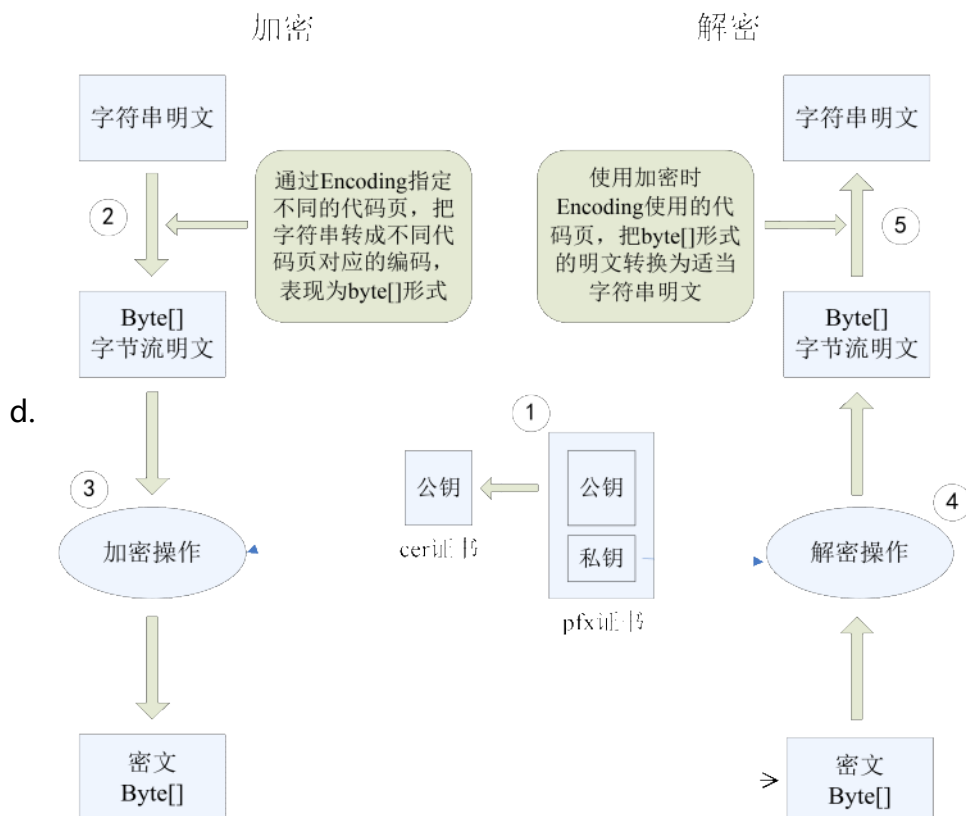 加密
解密
字符串明文
字符串明文
通过Encoding指定
不同的代码页，把
字符串转成不同代
码页对应的编码，
表现为byte[]形式
使用加密时
Encoding使用的代
码页，把byte[]形式
的明文转换为适当
字符串明文
2
5
Byte[]
字节流明文
Byte[]
字节流明文
d.
1
3
公钥
公钥
4
加密操作
cer证书
私钥
解密操作
pfx证书
密文
Byte[]
密文
Byte[]